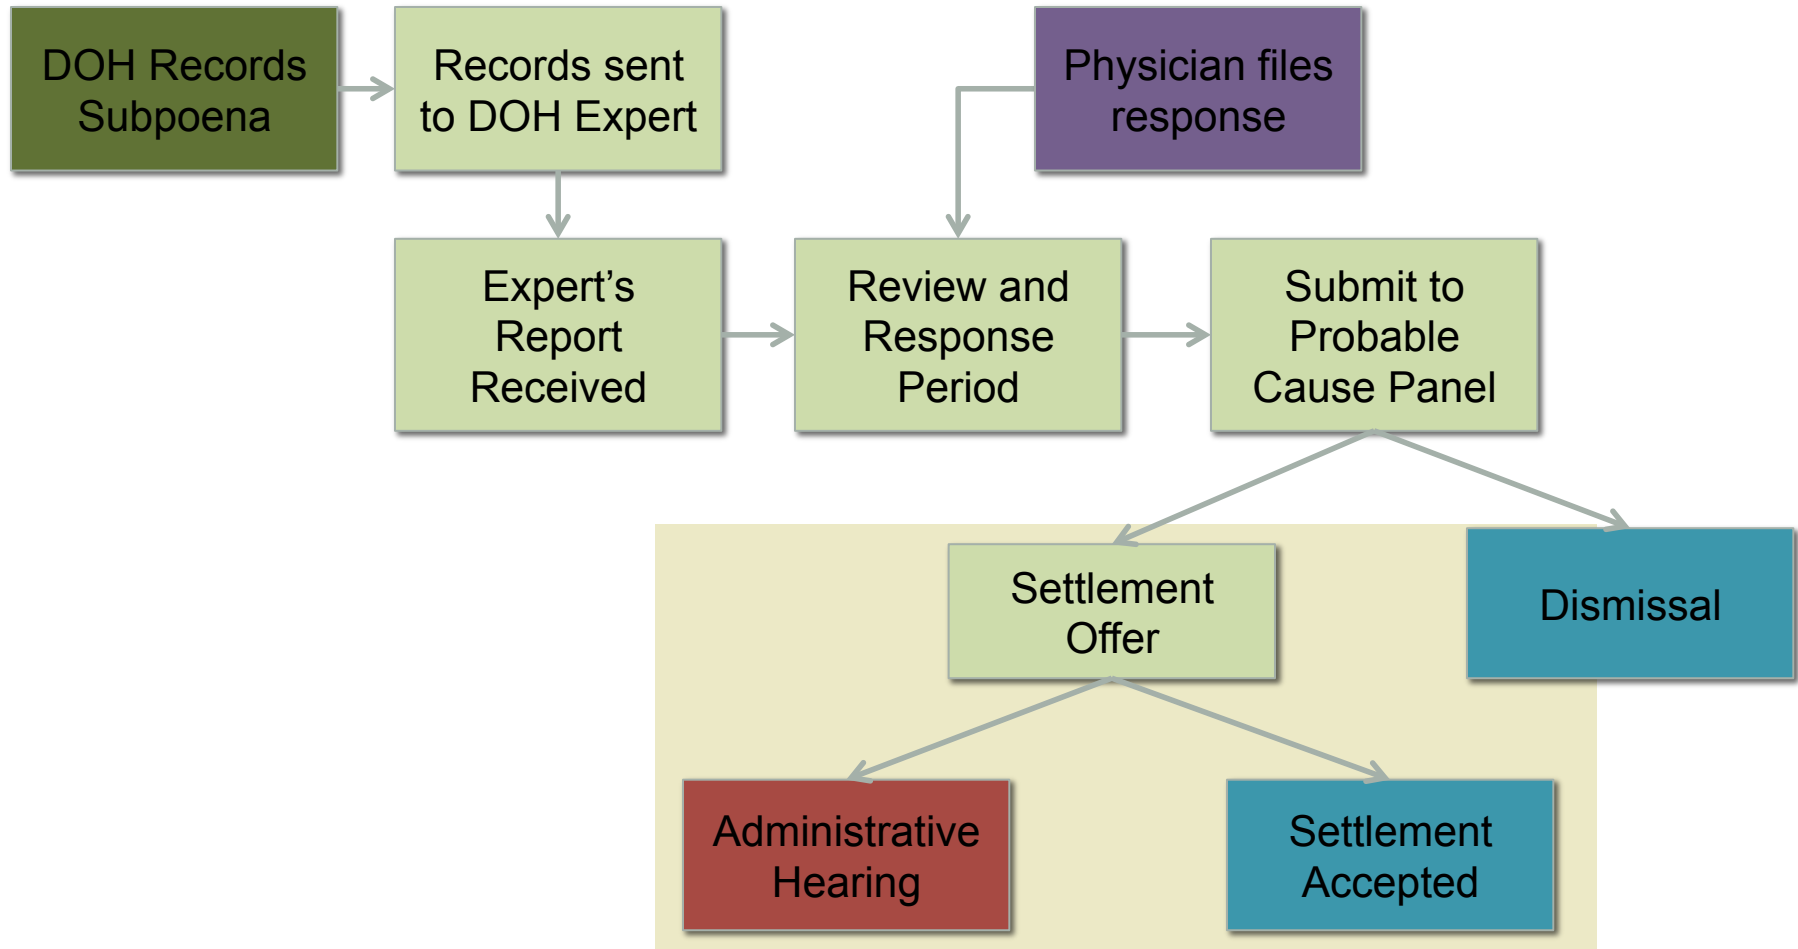 DOH Records
Subpoena
Records sent
to DOH Expert
Physician files
response
Expert’s
Report
Received
Review and
Response
Period
Submit to
Probable
Cause Panel
Settlement
Offer
Dismissal
Administrative
Hearing
Settlement
Accepted